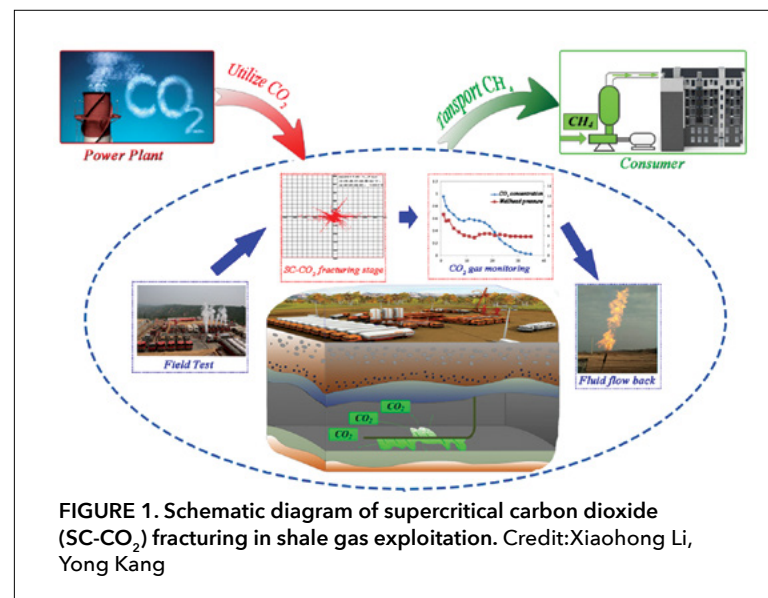 CO2
Power Plant
Utilize CO2
Transport CH4
CH4
Consumer
SC-CO2 fracturing stage
CO2 concentration
Wellhead pressure
CO2 gas monitoring
Field Test
Fluid flow back
CO2
CO2
CO2
FIGURE 1. Schematic diagram of supercritical carbon dioxide
(SC-CO2) fracturing in shale gas exploitation. Credit:Xiaohong Li,
Yong Kang